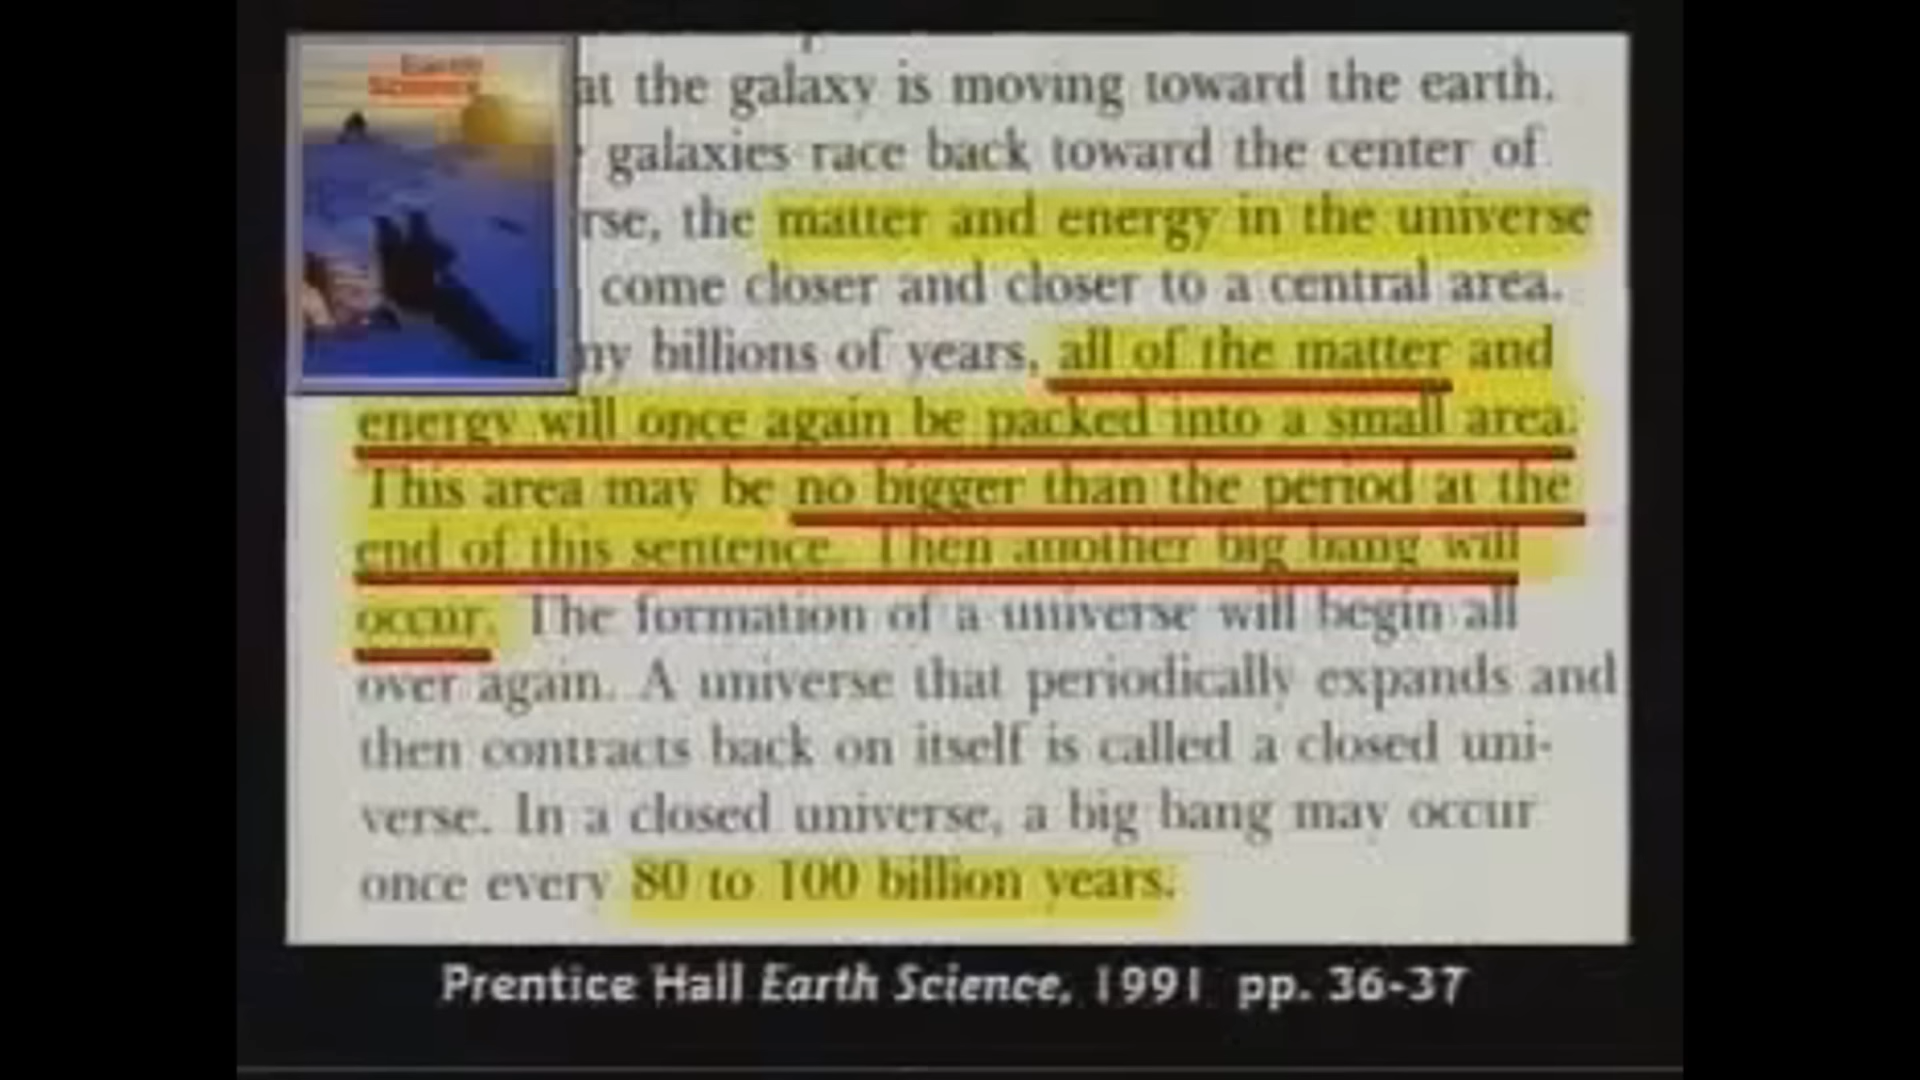 Earth
Science
at the galaxy is moving toward the earth.
galaxies race back toward the center of
rse, the matter and energy in the universe
come closer and closer to a central area.
ny billions of years, all of the matter and
energy will once again be packed into a small area.
This area may be no bigger than the period at the
end of this sentence. Then another big bang will
occur. The formation of a universe will begin all
over again. A universe that periodically expands and
then contracts back on itself is called a closed uni-
verse. In a closed universe, a big bang may occur
once every 80 to 100 billion years.
Prentice Hall Earth Science, 1991 pp. 36-37